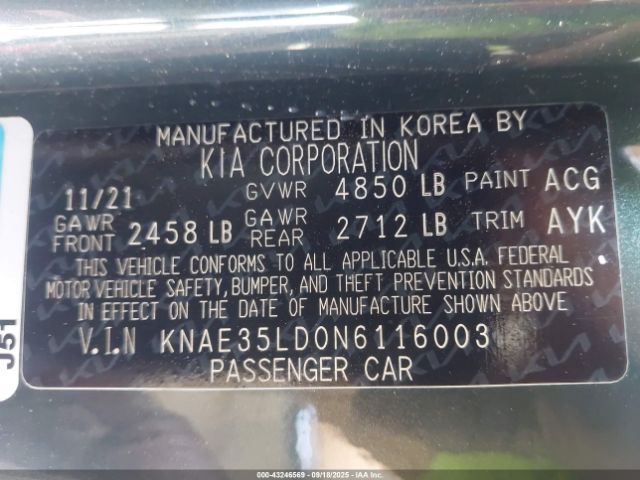 MANUFACTURED IN KOREA BY
KIA CORPORATION
11/21 GVWR 4850 LB PAINT ACG
GAWR FRONT 2458 LB GAWR REAR 2712 LB TRIM AYK
THIS VEHICLE CONFORMS TO ALL APPLICABLE U.S.A. FEDERAL
MOTOR VEHICLE SAFETY, BUMPER, AND THEFT PREVENTION STANDARDS
IN EFFECT ON THE DATE OF MANUFACTURE SHOWN ABOVE
V.I.N KNAE35LD0N6116003
PASSENGER CAR
J51
000-43246569 (09/18/2025) - IAA Holdings, LLC